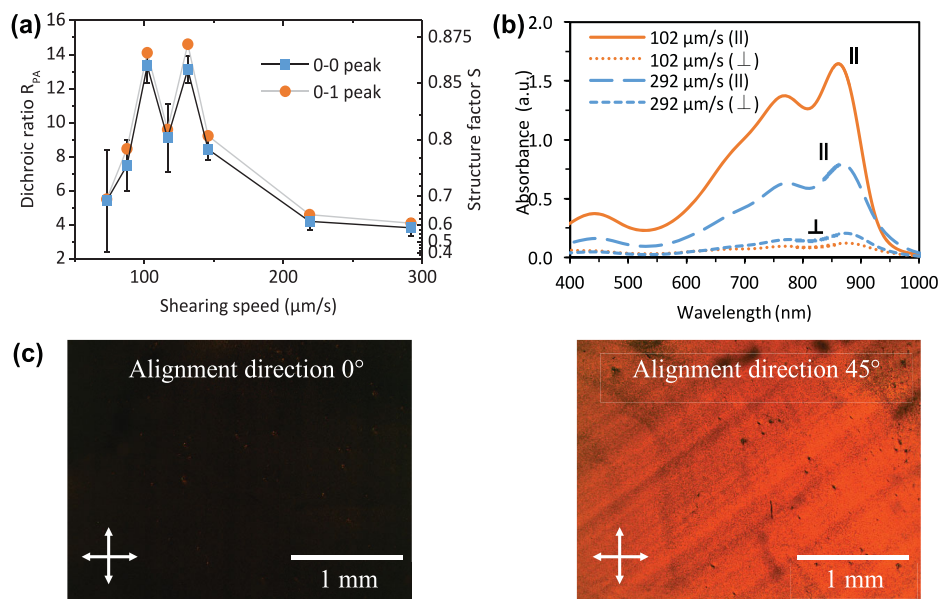 (a)
16
14
12
10
8
6
4
2
Dichroic ratio R_PA
0-0 peak
0-1 peak
0.875
0.85
0.8
0.7
0.6
0.5
0.4
Structure factor S
100
200
300
Shearing speed (µm/s)
(b)
2.0
1.5
1.0
0.5
0.0
Absorbance (a.u.)
102 µm/s (||)
102 µm/s (⊥)
292 µm/s (||)
292 µm/s (⊥)
||
||
⊥
400 500 600 700 800 900 1000
Wavelength (nm)
(c)
Alignment direction 0°
1 mm
Alignment direction 45°
1 mm